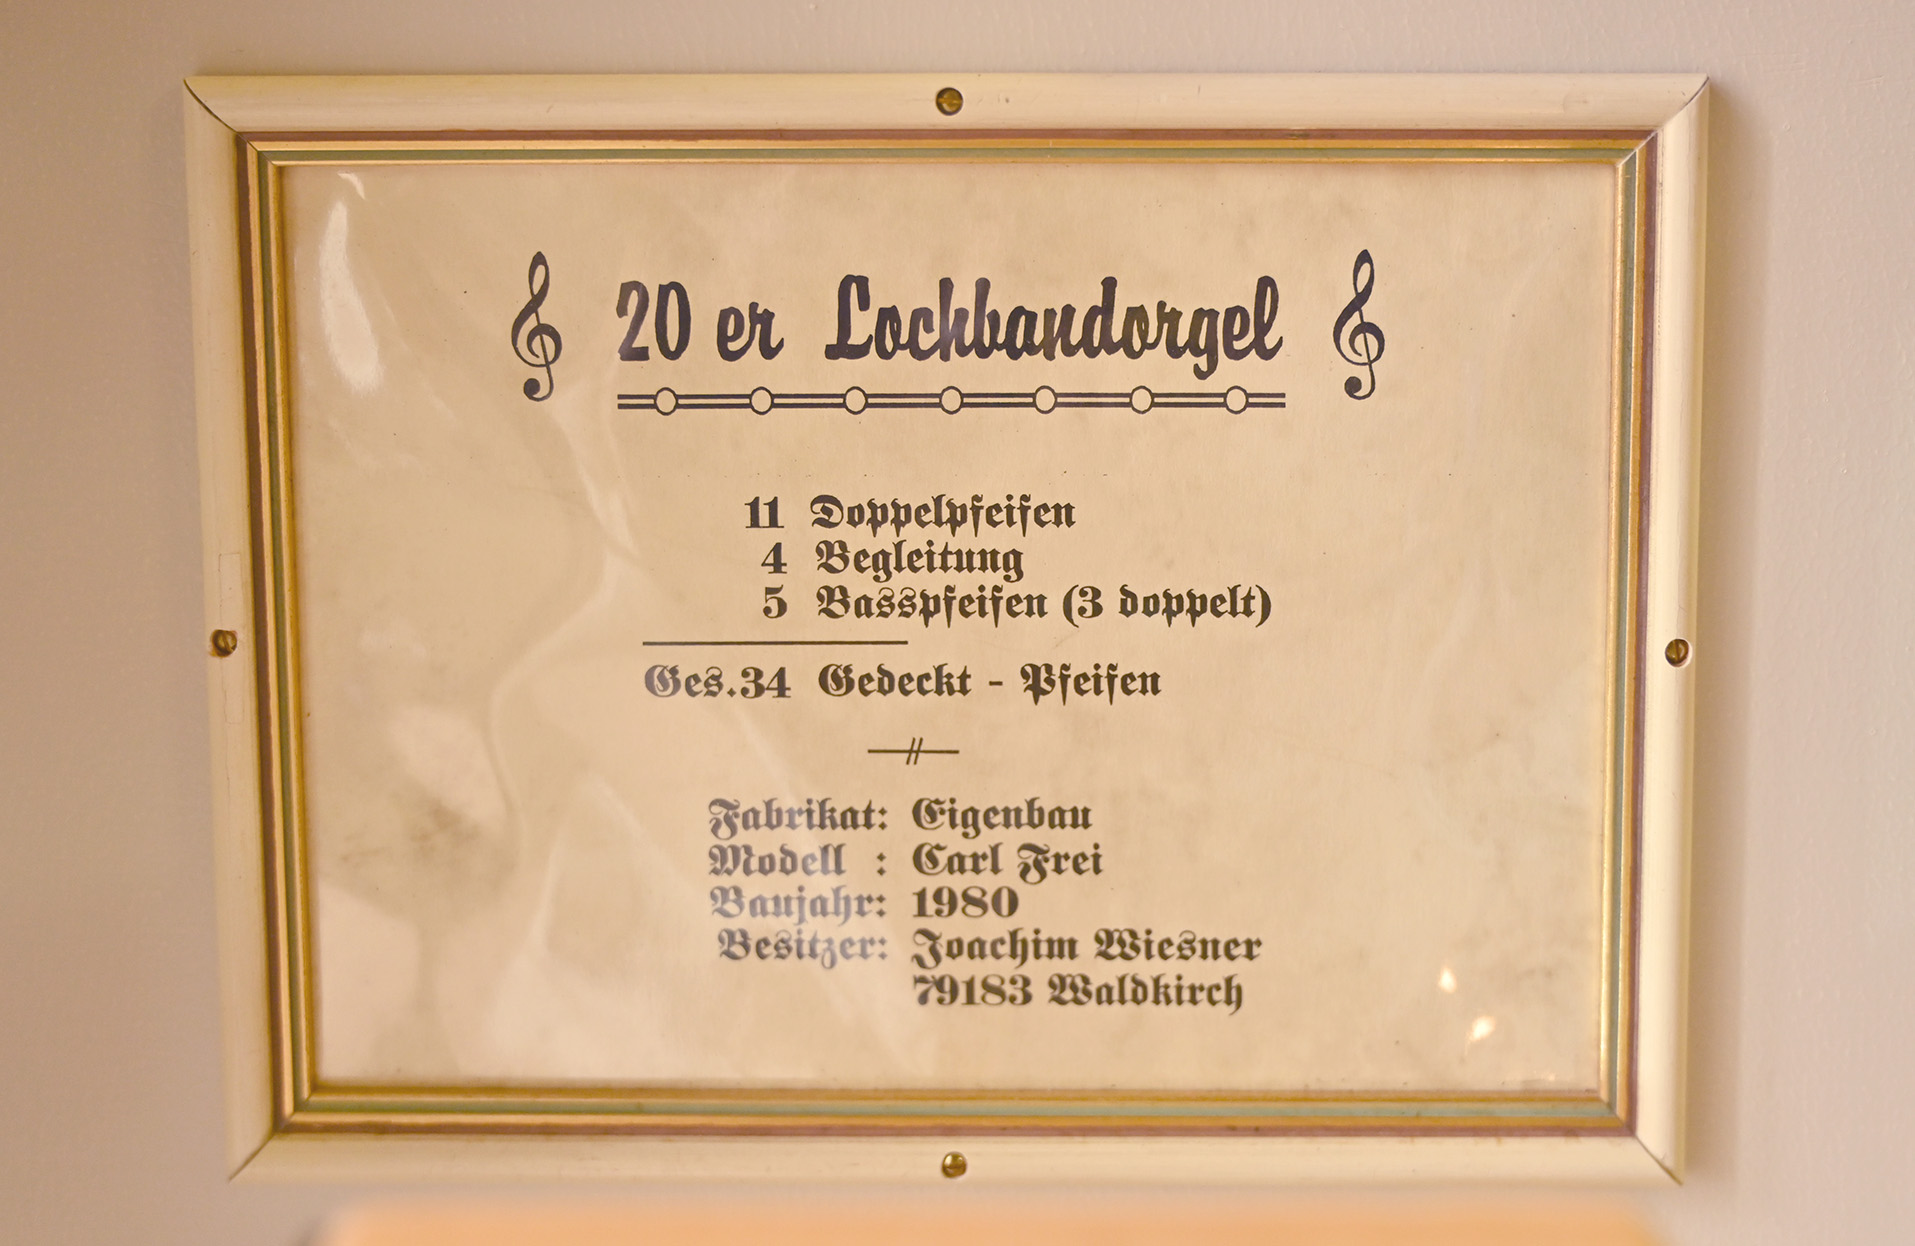 20 er Lochbandorgel
11 Doppelpfeifen
4 Begleitung
5 Basspfeifen (3 doppelt)
Ges.34 Gedeckt - Pfeifen
Fabrikat: Eigenbau
Modell : Carl Frei
Baujahr: 1980
Besitzer: Joachim Wiesner
79183 Waldkirch